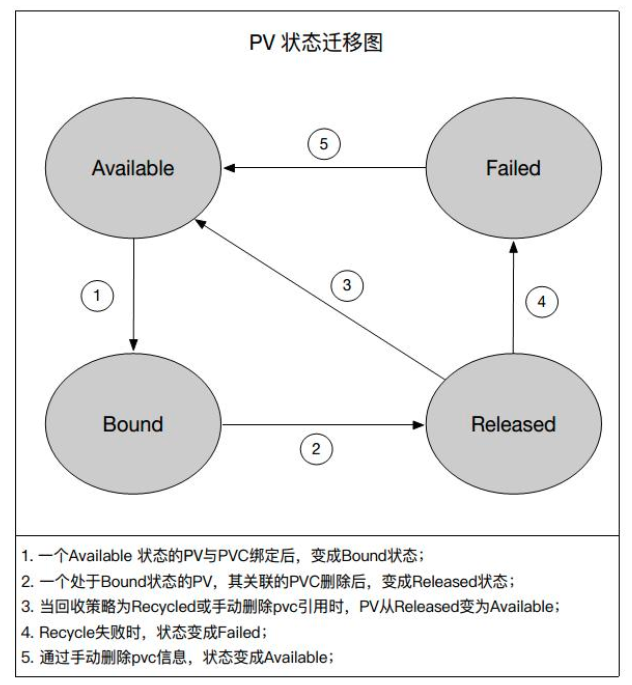 PV 状态迁移图
Available
5
Failed
1
3
4
Bound
2
Released
1. 一个Available 状态的PV与PVC绑定后，变成Bound状态；
2. 一个处于Bound状态的PV，其关联的PVC删除后，变成Released状态；
3. 当回收策略为Recycled或手动删除pvc引用时，PV从Released变为Available；
4. Recycle失败时，状态变成Failed；
5. 通过手动删除pvc信息，状态变成Available；